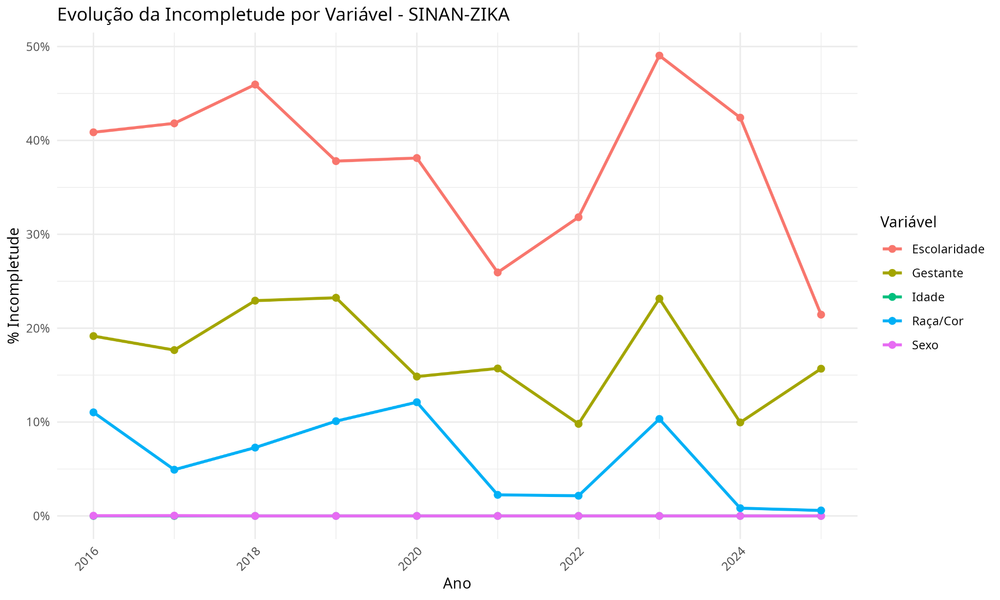 Evolução da Incompletude por Variável - SINAN-ZIKA
50%
40%
30%
20%
10%
0%
% Incompletude
2016
2018
2020
2022
2024
Ano
Variável
Escolaridade
Gestante
Idade
Raça/Cor
Sexo